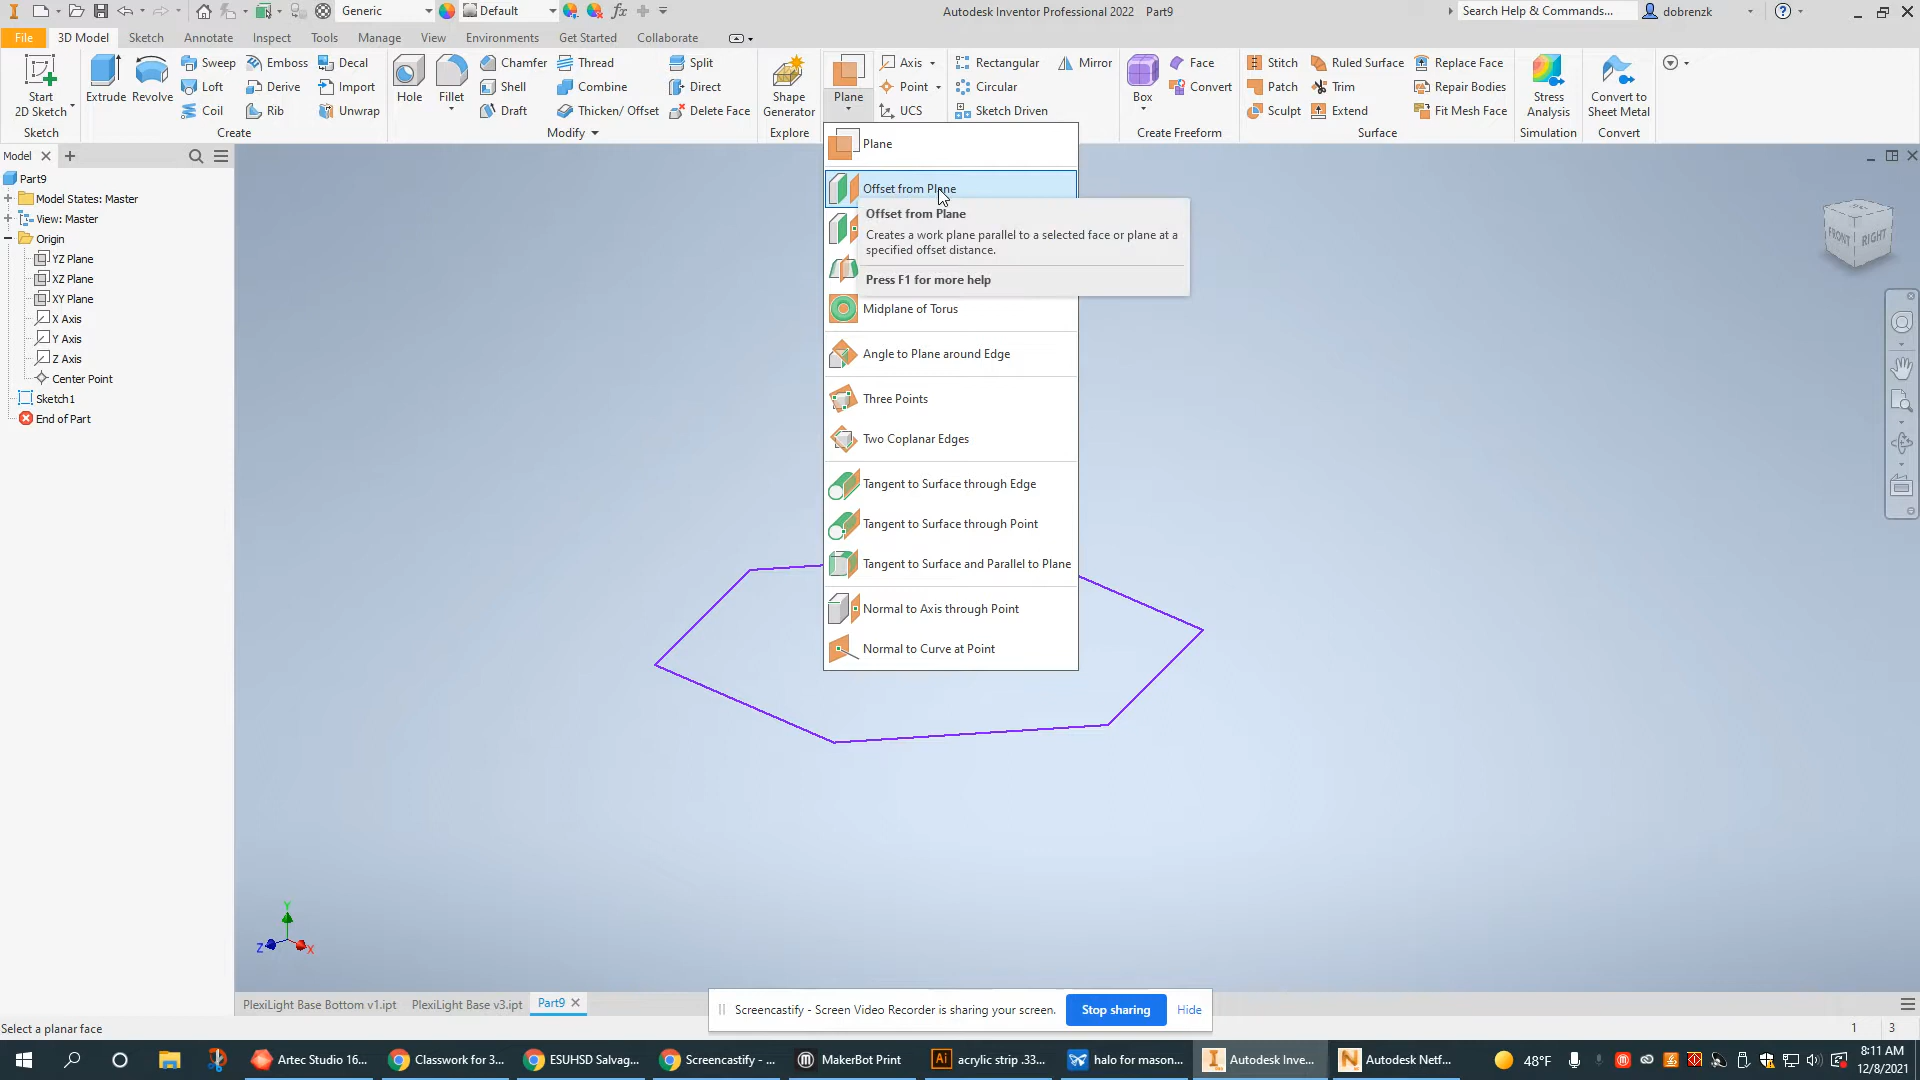 Generic
Default
Autodesk Inventor Professional 2022 Part9
Search Help & Commands...
dobrenzk
File
3D Model
Sketch
Annotate
Inspect
Tools
Manage
View
Environments
Get Started
Collaborate
Start
2D Sketch
Sketch
Extrude
Revolve
Sweep
Loft
Coil
Emboss
Derive
Rib
Decal
Import
Unwrap
Create
Hole
Fillet
Chamfer
Shell
Draft
Thread
Combine
Thicken/ Offset
Split
Direct
Delete Face
Modify
Shape
Generator
Explore
Plane
Axis
Point
UCS
Rectangular
Circular
Sketch Driven
Mirror
Box
Face
Convert
Create Freeform
Stitch
Patch
Sculpt
Ruled Surface
Trim
Extend
Replace Face
Repair Bodies
Fit Mesh Face
Surface
Stress
Analysis
Simulation
Convert to
Sheet Metal
Convert
Model
Part9
Model States: Master
View: Master
Origin
YZ Plane
XZ Plane
XY Plane
X Axis
Y Axis
Z Axis
Center Point
Sketch1
End of Part
Plane
Offset from Plane
Offset from Plane
Creates a work plane parallel to a selected face or plane at a
specified offset distance.
Press F1 for more help
Midplane of Torus
Angle to Plane around Edge
Three Points
Two Coplanar Edges
Tangent to Surface through Edge
Tangent to Surface through Point
Tangent to Surface and Parallel to Plane
Normal to Axis through Point
Normal to Curve at Point
FRONT
RIGHT
Y
Z
X
PlexiLight Base Bottom v1.ipt
PlexiLight Base v3.ipt
Part9
Screencastify - Screen Video Recorder is sharing your screen.
Stop sharing
Hide
Select a planar face
1
3
Artec Studio 16...
Classwork for 3...
ESUHSD Salvag...
Screencastify - ...
MakerBot Print
acrylic strip .33...
halo for mason...
Autodesk Inve...
Autodesk Netf...
48°F
8:11 AM
12/8/2021